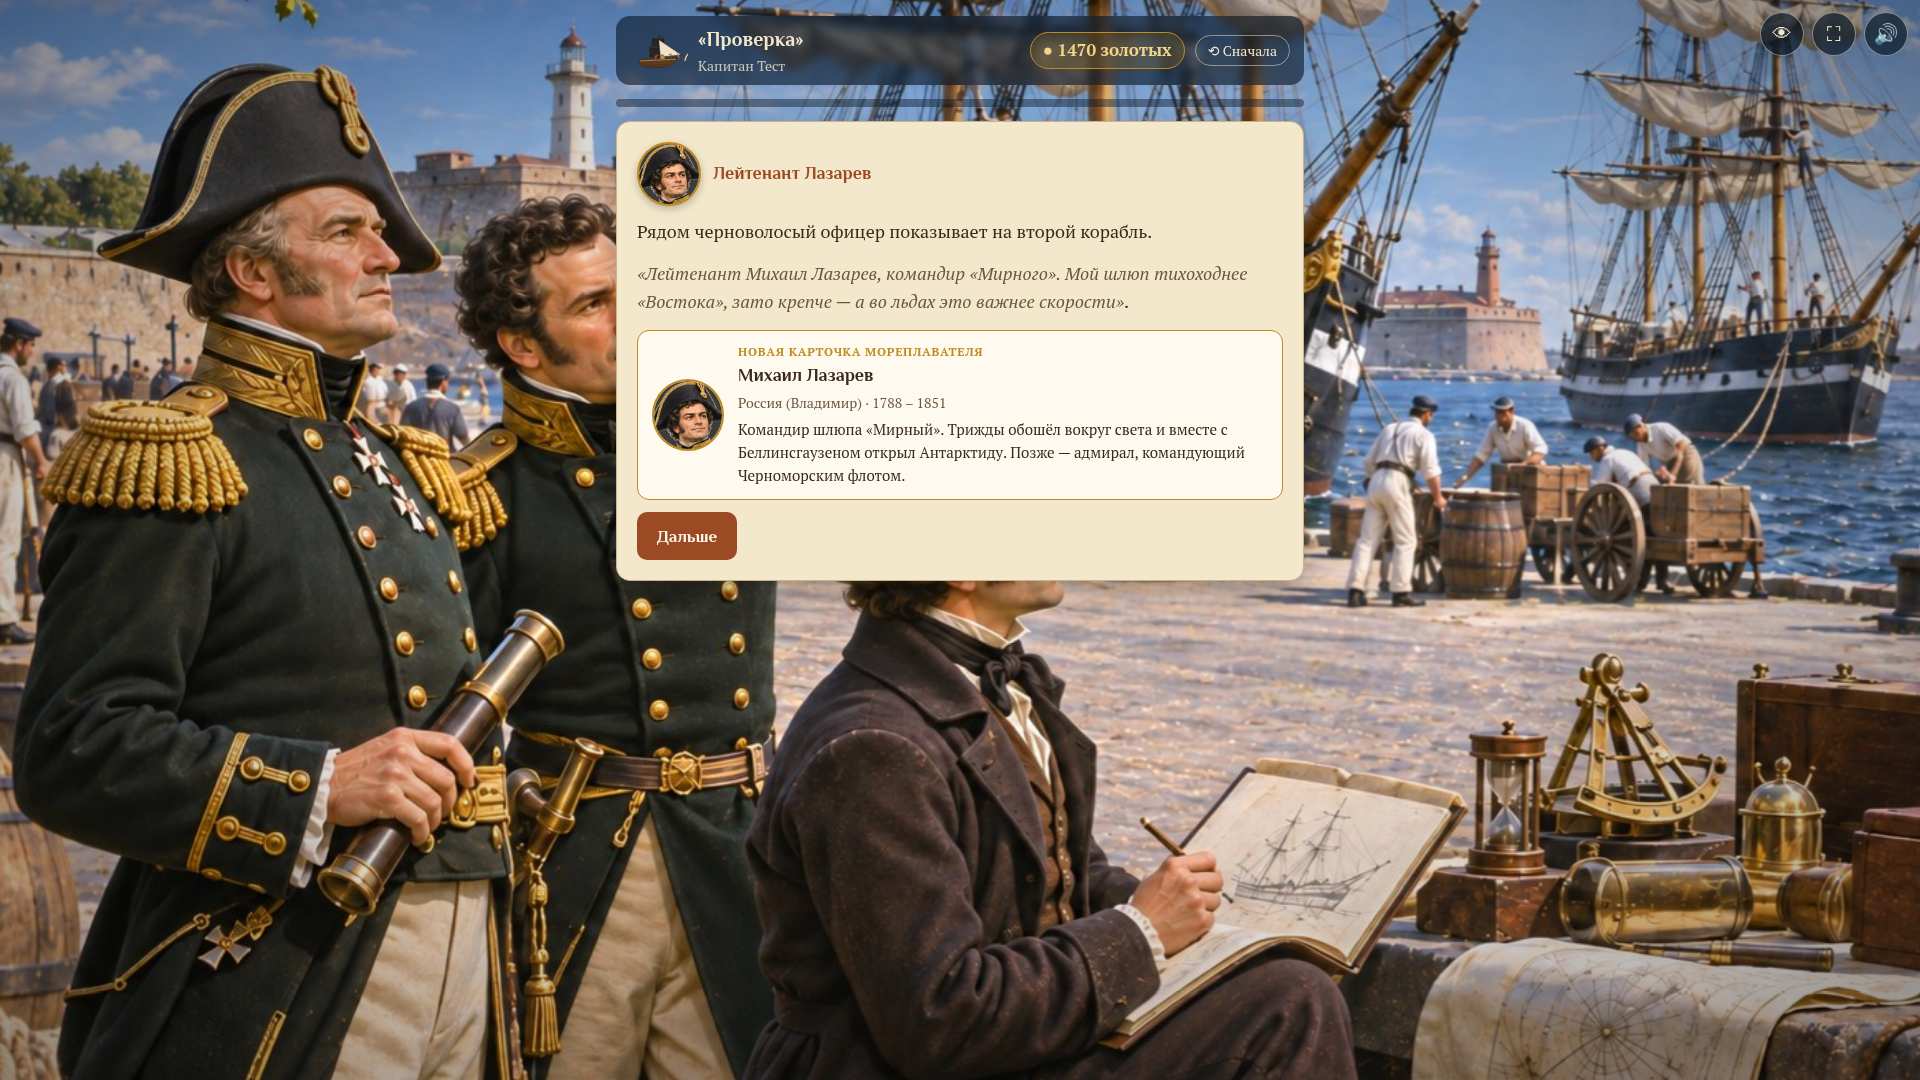 «Проверка»
Капитан Тест
● 1470 золотых
⟲ Сначала
Лейтенант Лазарев
Рядом черноволосый офицер показывает на второй корабль.
«Лейтенант Михаил Лазарев, командир «Мирного». Мой шлюп тихоходнее
«Востока», зато крепче — а во льдах это важнее скорости».
НОВАЯ КАРТОЧКА МОРЕПЛАВАТЕЛЯ
Михаил Лазарев
Россия (Владимир) · 1788 – 1851
Командир шлюпа «Мирный». Трижды обошёл вокруг света и вместе с
Беллинсгаузеном открыл Антарктиду. Позже — адмирал, командующий
Черноморским флотом.
Дальше